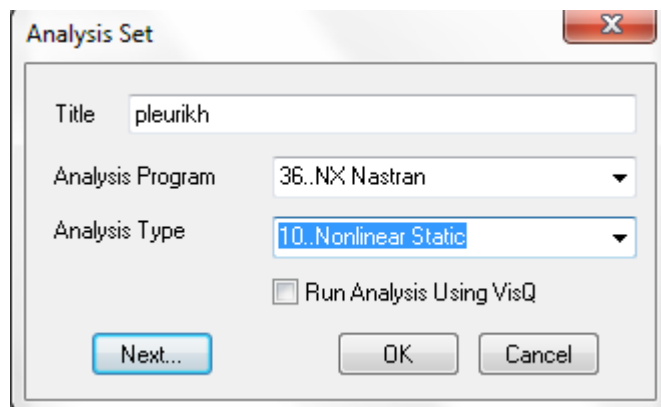 Analysis Set
Title pleurikh
Analysis Program 36..NX Nastran
Analysis Type 10..Nonlinear Static
Run Analysis Using VisQ
Next... OK Cancel